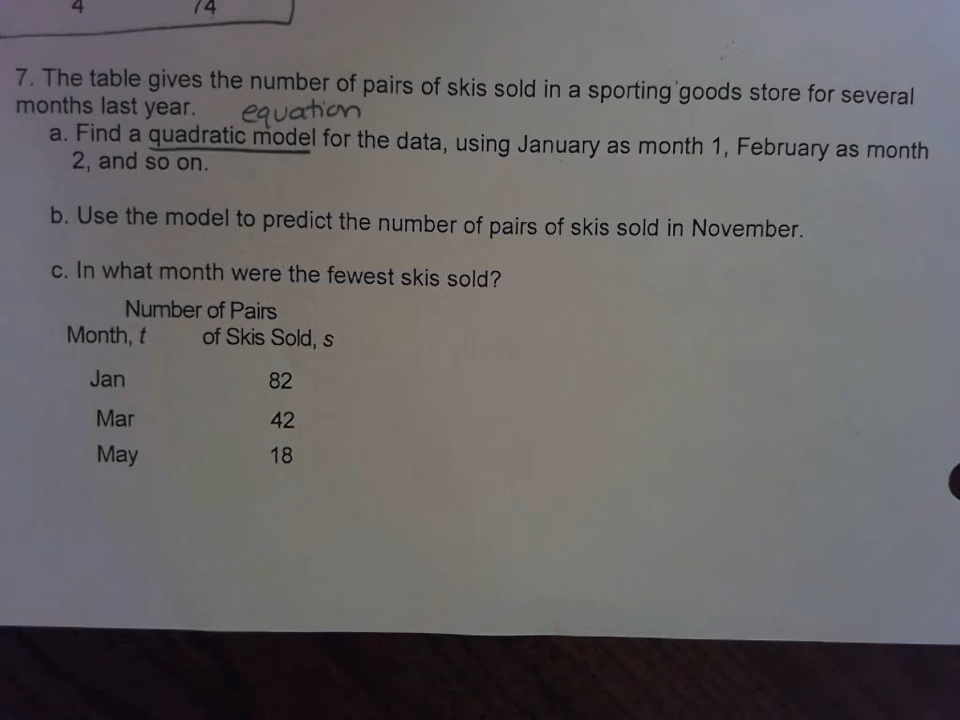 4 74
7. The table gives the number of pairs of skis sold in a sporting goods store for several
months last year. equation
a. Find a quadratic model for the data, using January as month 1, February as month
2, and so on.
b. Use the model to predict the number of pairs of skis sold in November.
c. In what month were the fewest skis sold?
Number of Pairs
Month, t of Skis Sold, s
Jan 82
Mar 42
May 18